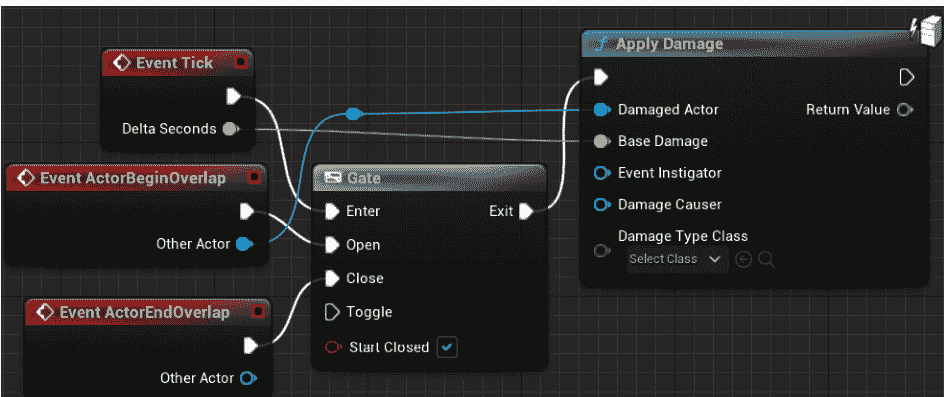 Event Tick
Delta Seconds
Event ActorBeginOverlap
Other Actor
Event ActorEndOverlap
Other Actor
Gate
Enter
Exit
Open
Close
Toggle
Start Closed
Apply Damage
Damaged Actor
Return Value
Base Damage
Event Instigator
Damage Causer
Damage Type Class
Select Class